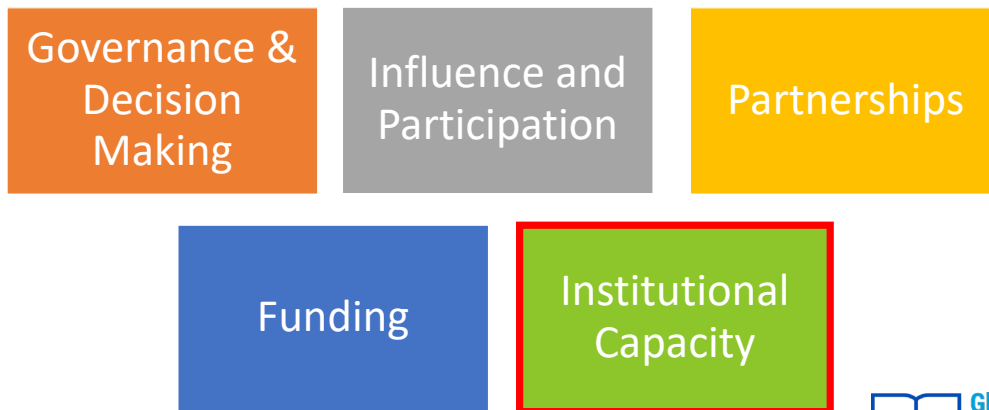 Governance &
Decision
Making
Influence and
Participation
Partnerships
Funding
Institutional
Capacity